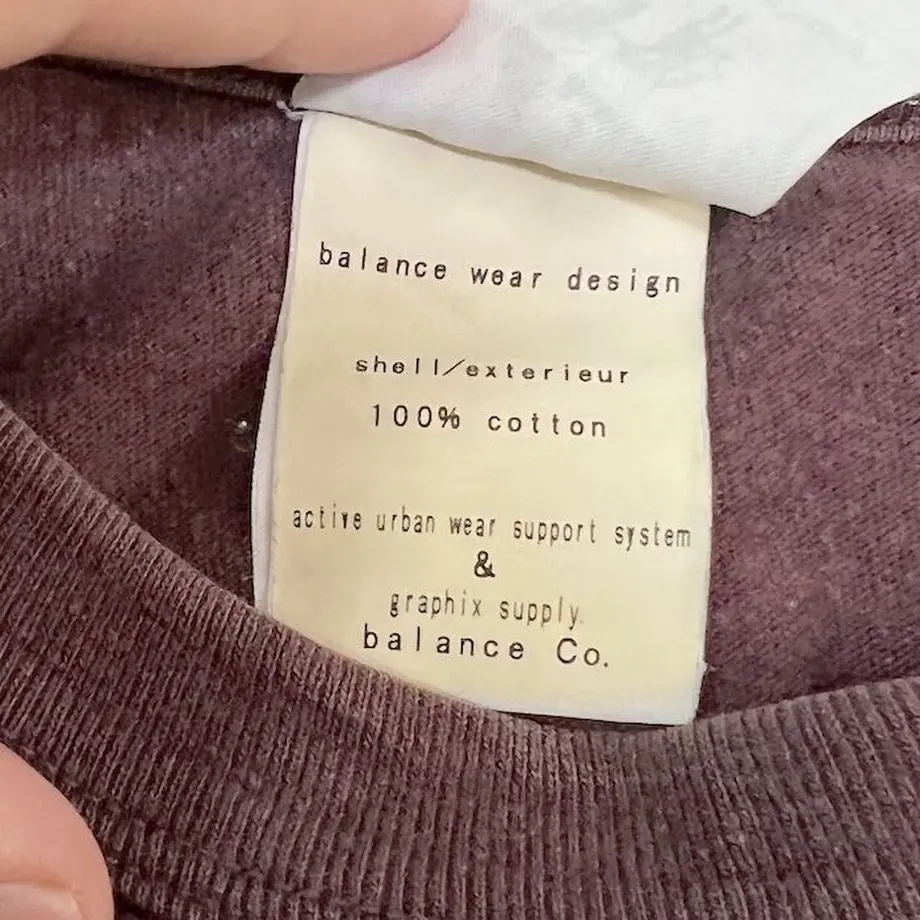 balance wear design
shell/exterieur
100% cotton
active urban wear support system
&
graphix supply.
balance Co.